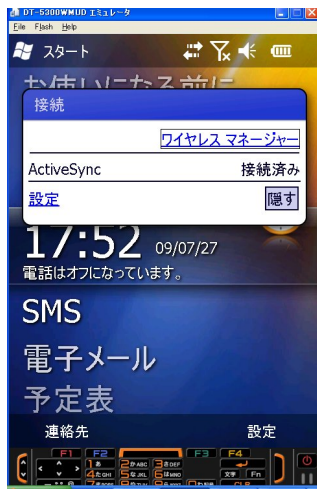 DT-5300WMUD エミュレータ
File Flash Help
スタート
お使いになる前に
接続
ワイヤレス マネージャー
ActiveSync 接続済み
設定 隠す
17:52 09/07/27
電話はオフになっています。
SMS
電子メール
予定表
連絡先 設定
F1 F2 F3 F4
文字 Fn
CLR